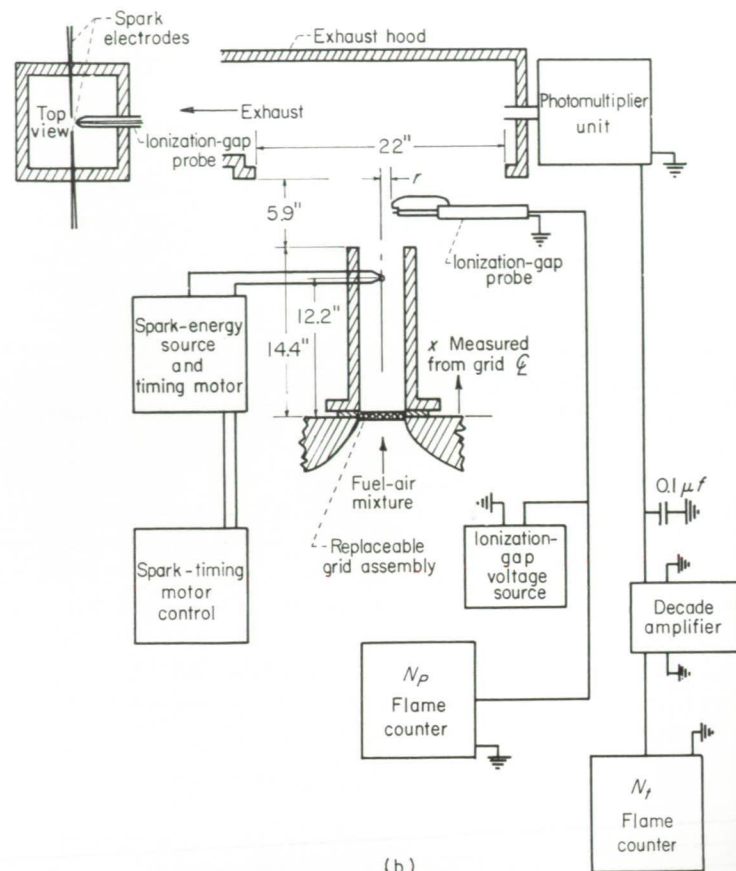 Spark
electrodes
Exhaust hood
Top
view
Exhaust
Ionization-gap
probe
Photomultiplier
unit
22"
r
5.9"
Ionization-gap
probe
Spark-energy
source
and
timing motor
12.2"
14.4"
x Measured
from grid ℄
Fuel-air
mixture
0.1 μf
Replaceable
grid assembly
Ionization-
gap
voltage
source
Spark-timing
motor
control
Decade
amplifier
Np
Flame
counter
Nt
Flame
counter
(b)